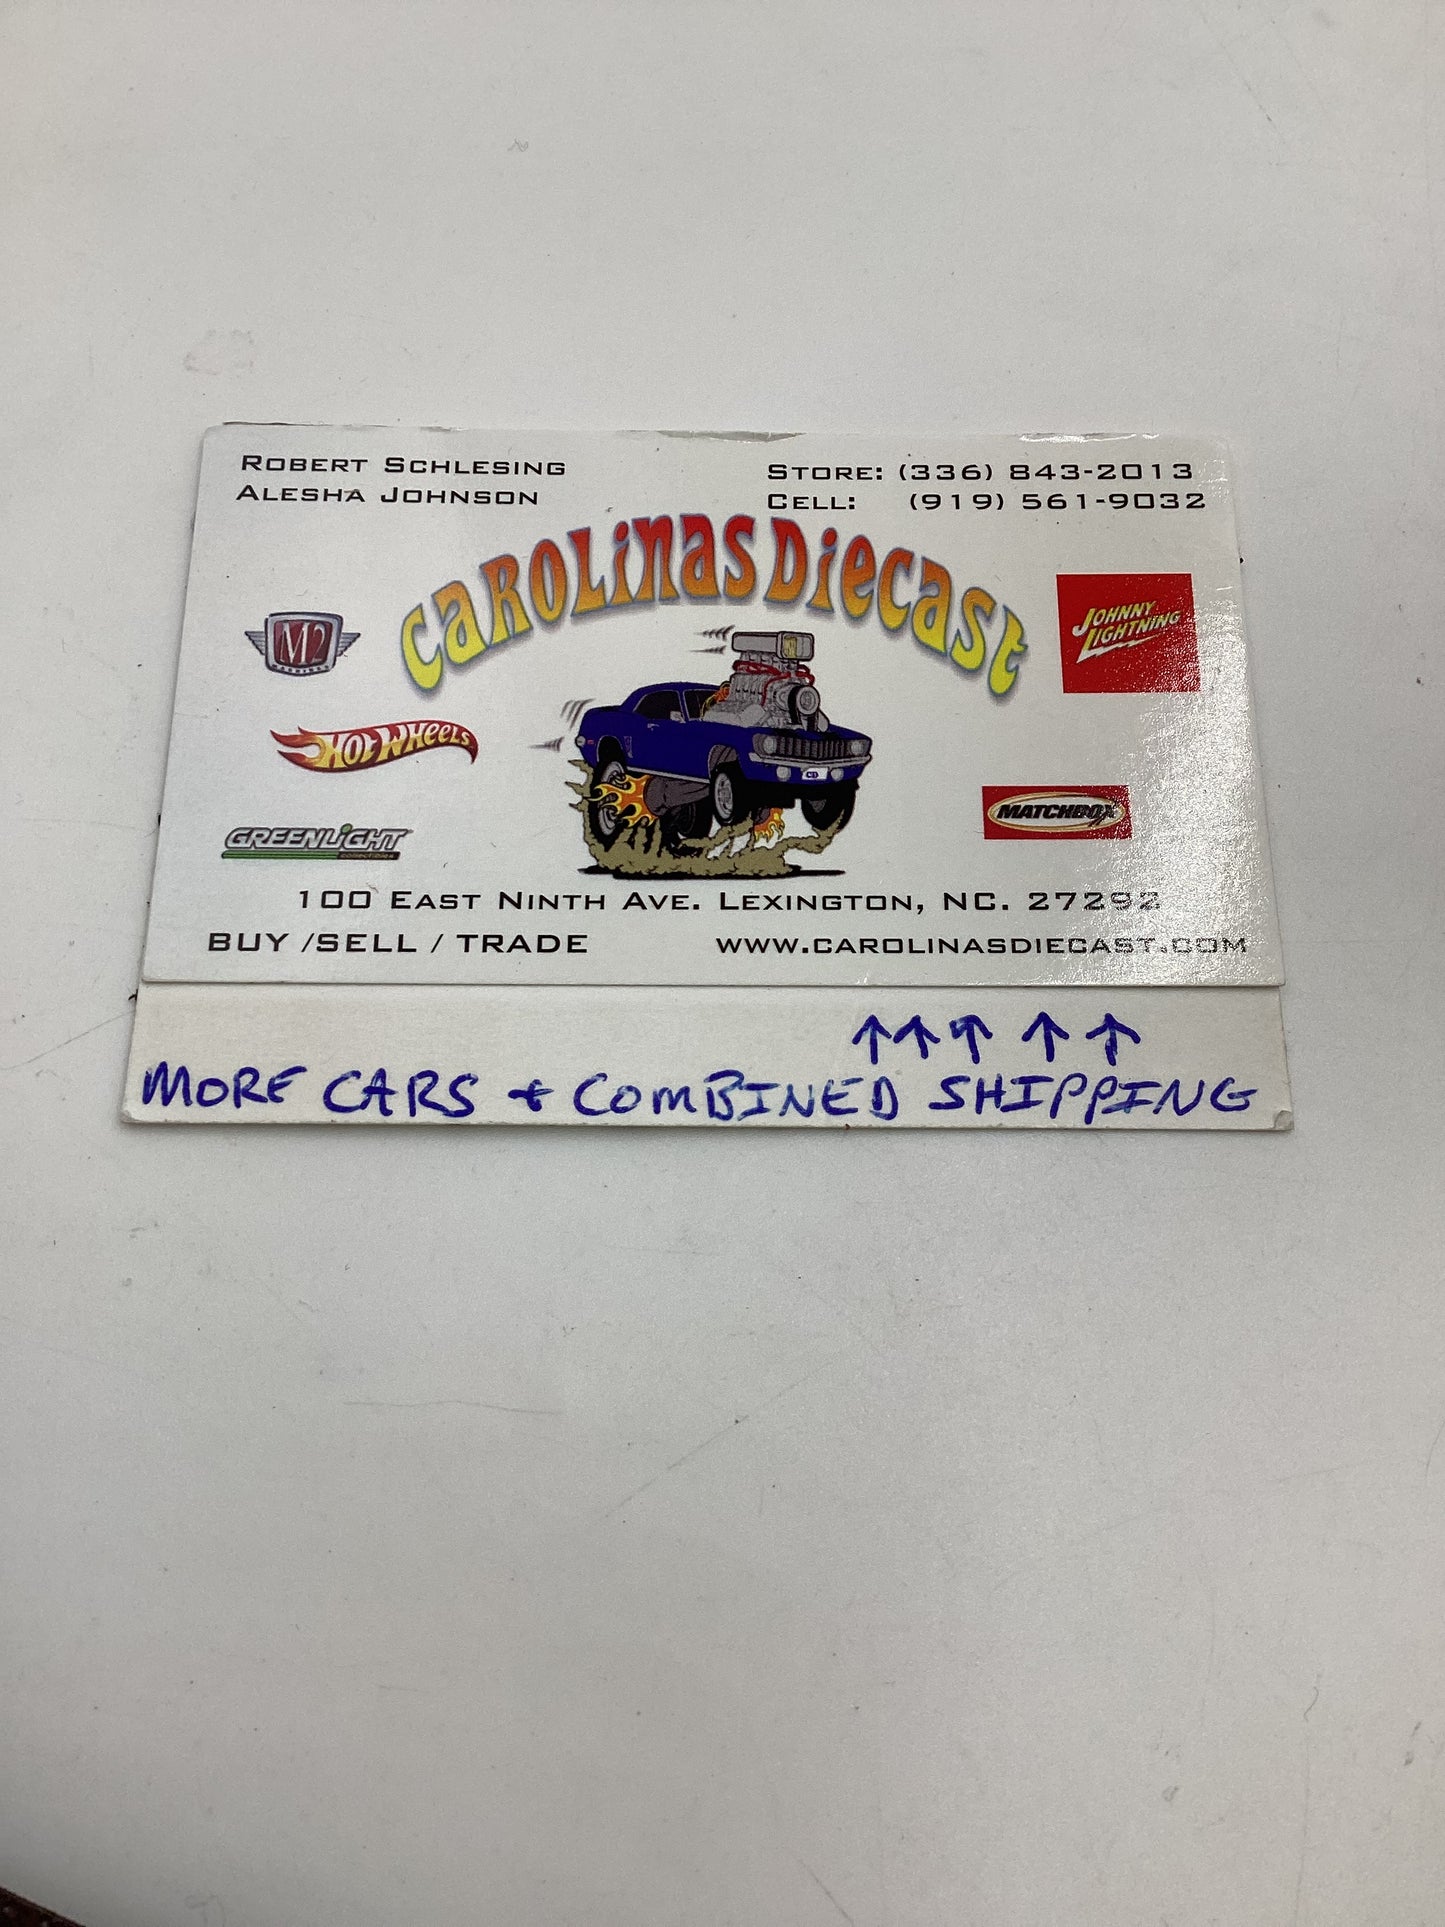 ROBERT SCHLESING
ALESHA JOHNSON
STORE: (336) 843-2013
CELL: (919) 561-9032
CAROLINAS DIECAST
M2
MACHINES
JOHNNY
LIGHTNING
HOT WHEELS
MATCHBOX
GREENLIGHT
collectibles
100 EAST NINTH AVE. LEXINGTON, NC. 27292
BUY /SELL / TRADE
WWW.CAROLINASDIECAST.COM
↑ ↑ ↑ ↑ ↑
MORE CARS + COMBINED SHIPPING